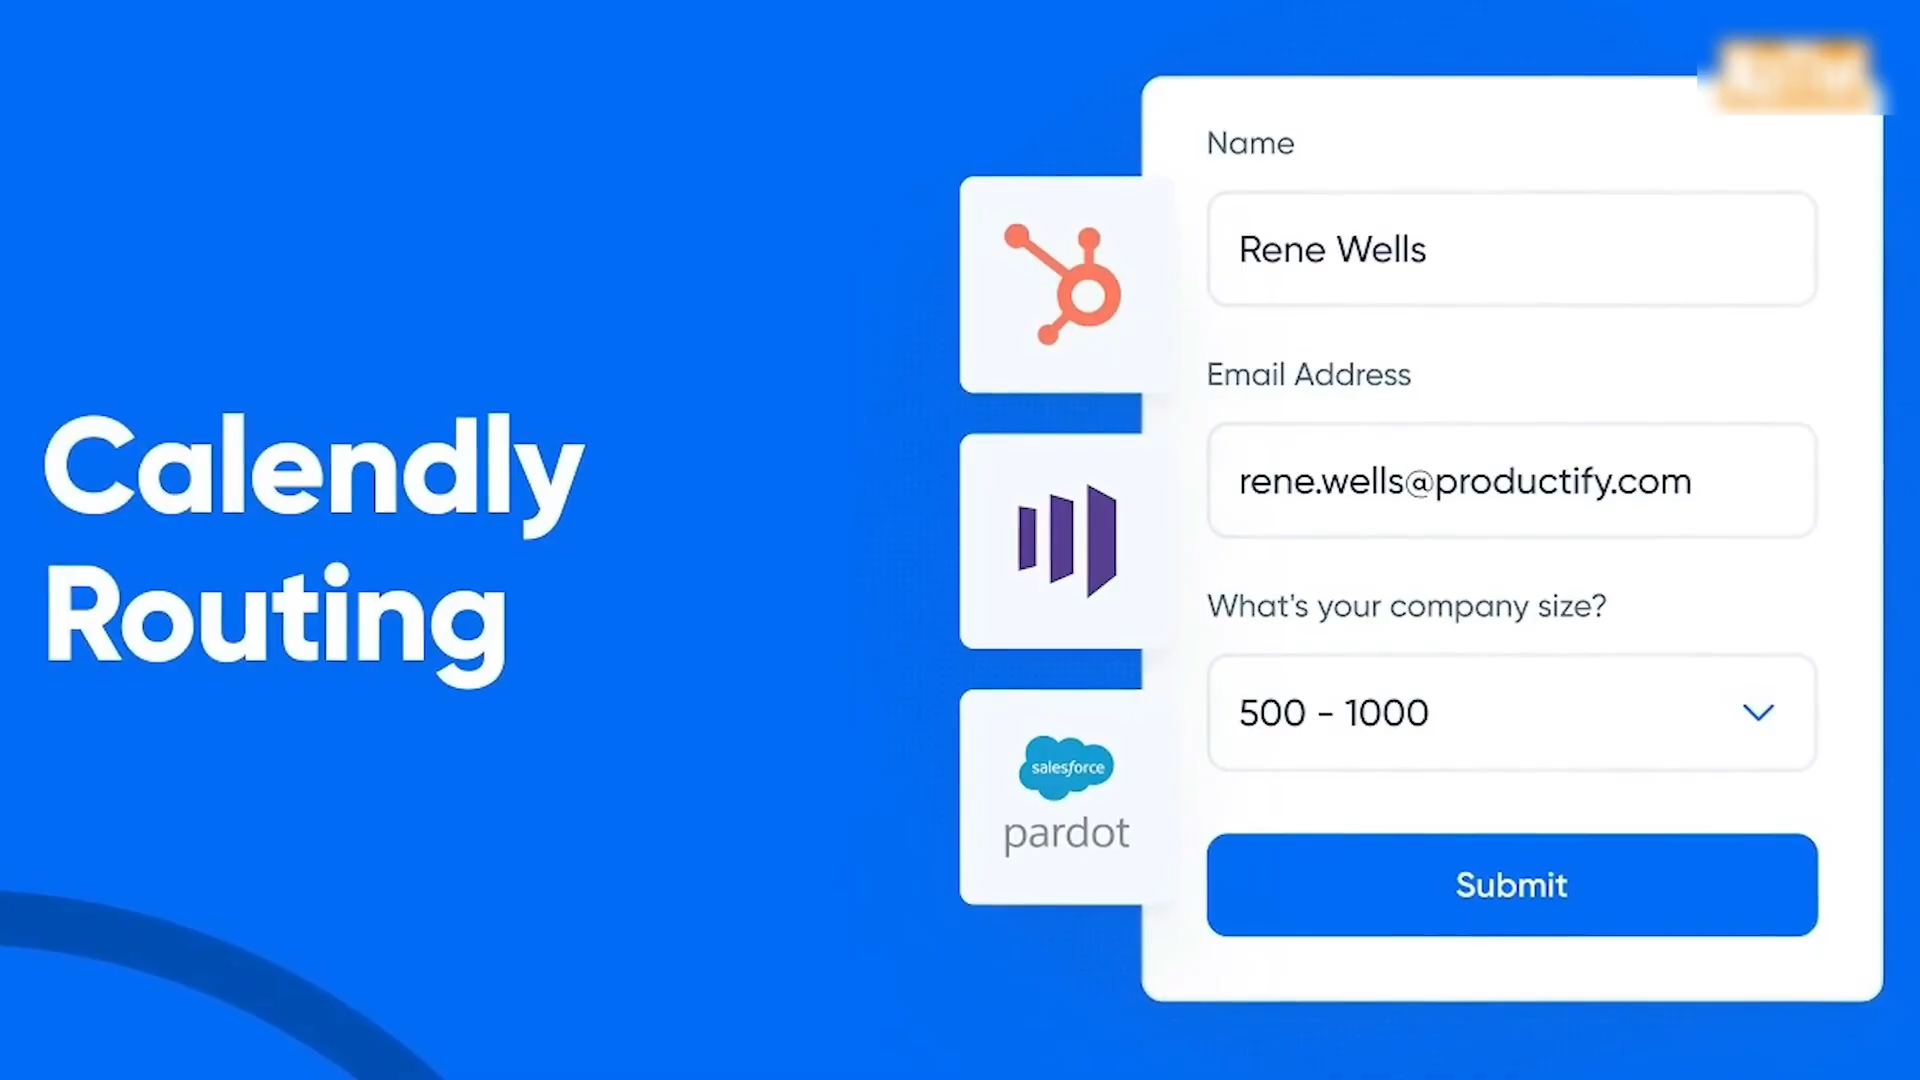 Calendly
Routing
salesforce
pardot
Name
Rene Wells
Email Address
rene.wells@productify.com
What's your company size?
500 - 1000
Submit